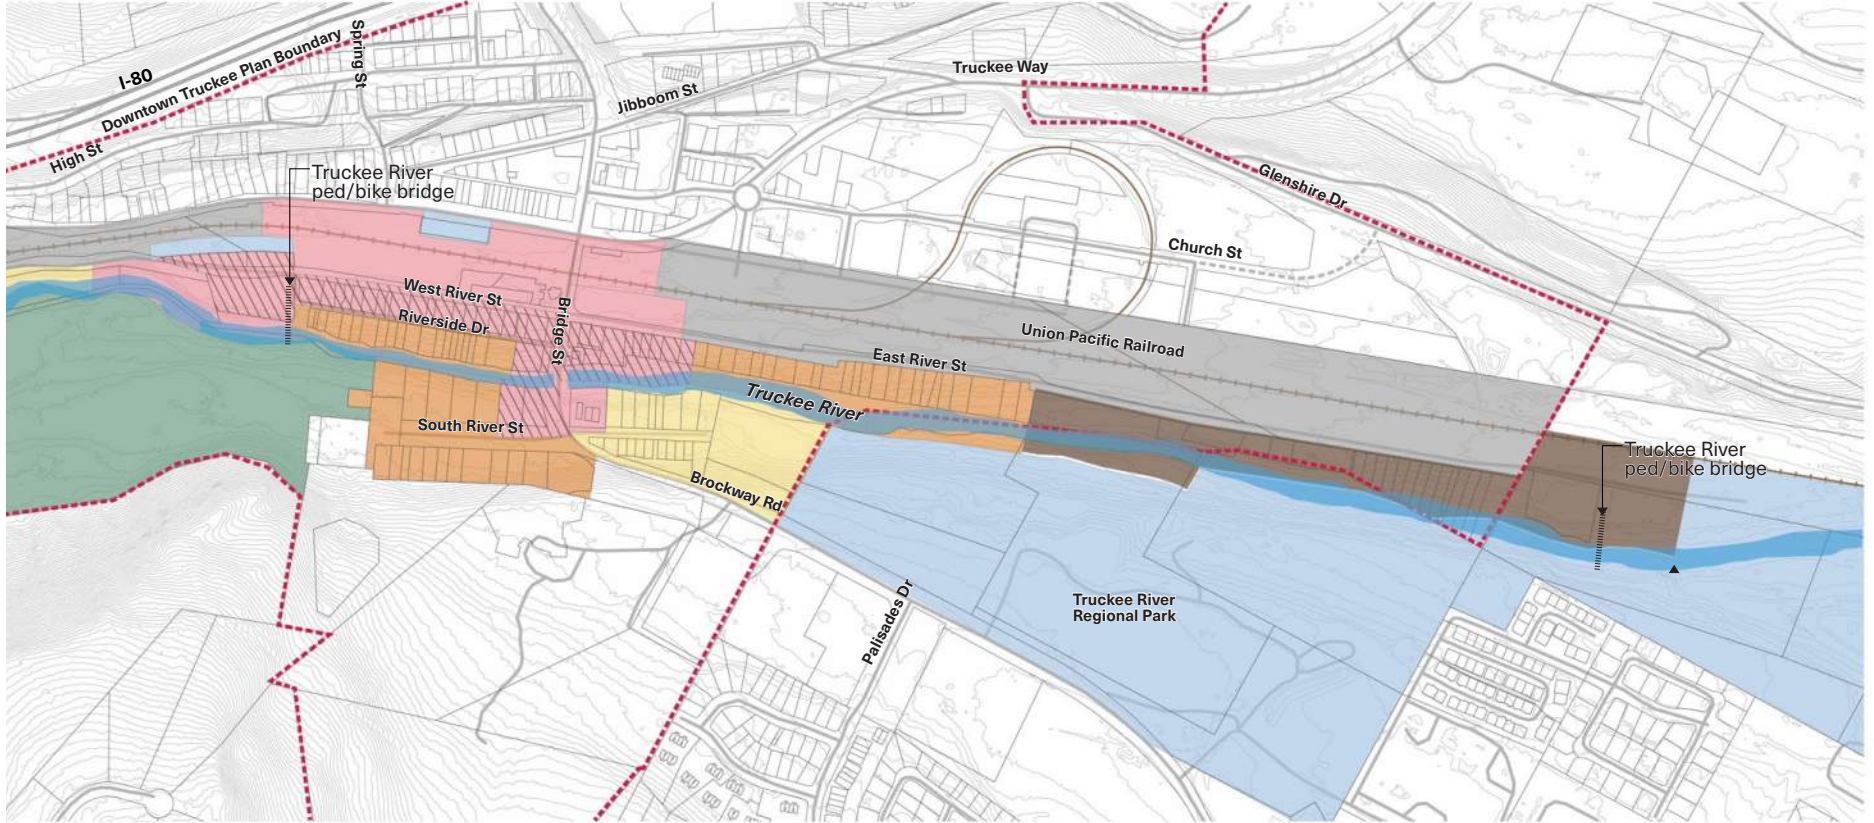 Spring St
I-80
Downtown Truckee Plan Boundary
Truckee Way
Jibboom St
High St
Truckee River
ped/bike bridge
Glenshire Dr
Church St
West River St
Riverside Dr
Bridge St
Union Pacific Railroad
East River St
Truckee River
South River St
Truckee River
ped/bike bridge
Brockway Rd
Truckee River
Regional Park
Palisades Dr